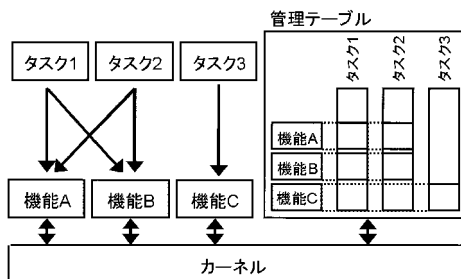 管理テーブル
タスク1
タスク2
タスク3
タスク1
タスク2
タスク3
機能A
機能B
機能C
機能A
機能B
機能C
カーネル